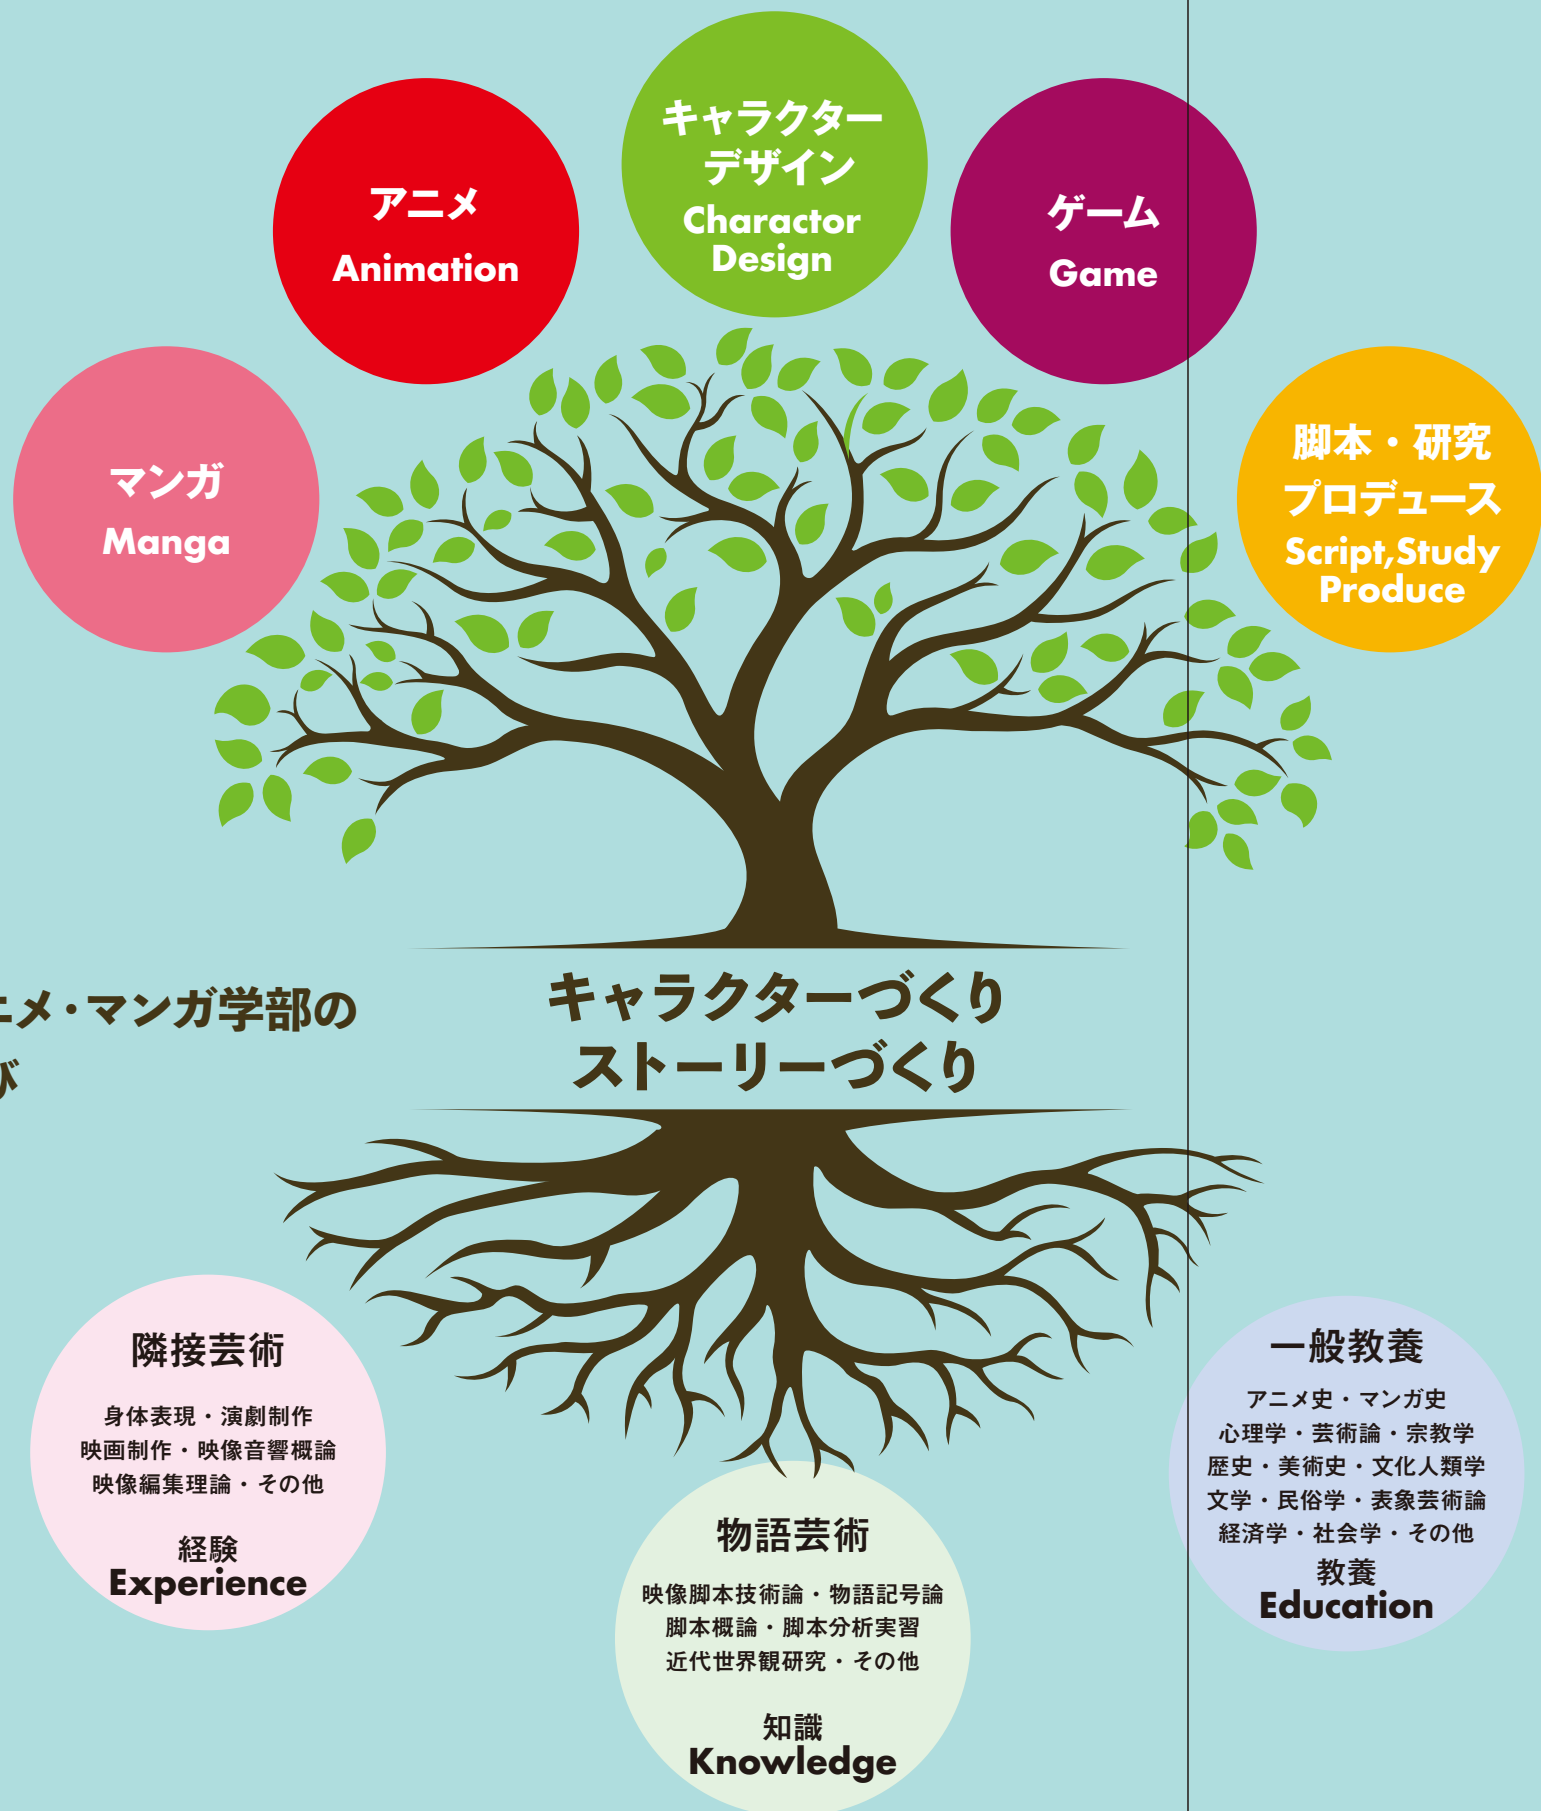 キャラクター
デザイン
Charactor
Design
アニメ
Animation
ゲーム
Game
マンガ
Manga
脚本・研究
プロデュース
Script,Study
Produce
ニメ・マンガ学部の
び
キャラクターづくり
ストーリーづくり
隣接芸術
身体表現・演劇制作
映画制作・映像音響概論
映像編集理論・その他
経験
Experience
物語芸術
映像脚本技術論・物語記号論
脚本概論・脚本分析実習
近代世界観研究・その他
知識
Knowledge
一般教養
アニメ史・マンガ史
心理学・芸術論・宗教学
歴史・美術史・文化人類学
文学・民俗学・表象芸術論
経済学・社会学・その他
教養
Education